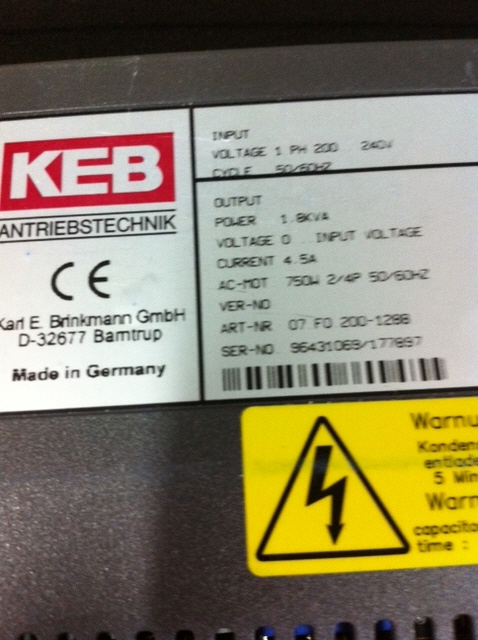 KEB
ANTRIEBSTECHNIK
CE
Karl E. Brinkmann GmbH
D-32677 Barntrup
Made in Germany
INPUT
VOLTAGE 1 PH 200 240V
CYCLE 50/60HZ
OUTPUT
POWER 1.8KVA
VOLTAGE 0 ... INPUT VOLTAGE
CURRENT 4.5A
AC-MOT 750W 2/4P 50/60HZ
VER-NO
ART-NR 07 F0 200-1288
SER-NO 96431069/177897
Warnu
Kondens
entlade
5 Min
Warn
capacito
time :